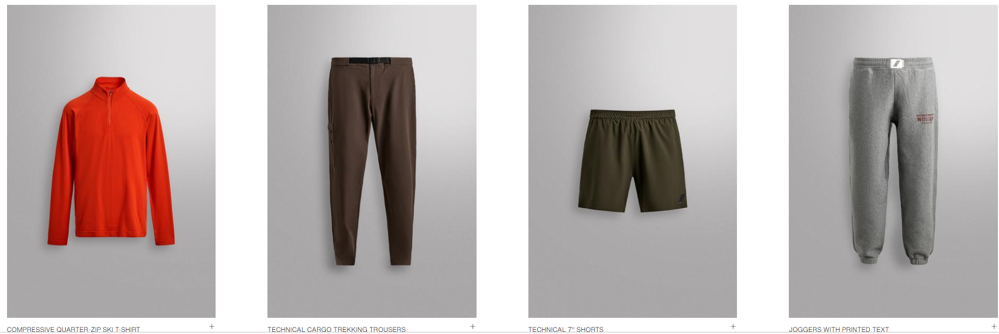 COMPRESSIVE QUARTER-ZIP SKI T-SHIRT
+
TECHNICAL CARGO TREKKING TROUSERS
+
TECHNICAL 7" SHORTS
+
JOGGERS WITH PRINTED TEXT
+